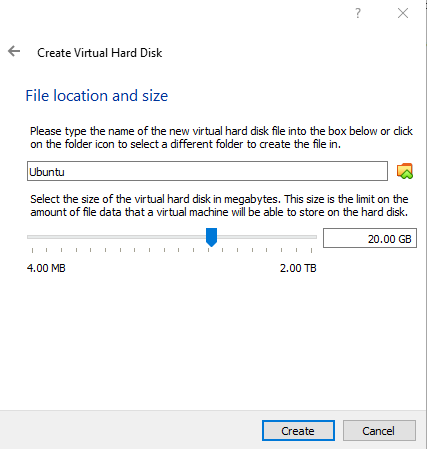 ?
Create Virtual Hard Disk
File location and size
Please type the name of the new virtual hard disk file into the box below or click
on the folder icon to select a different folder to create the file in.
Ubuntu
Select the size of the virtual hard disk in megabytes. This size is the limit on the
amount of file data that a virtual machine will be able to store on the hard disk.
20.00 GB
4.00 MB 2.00 TB
Create Cancel